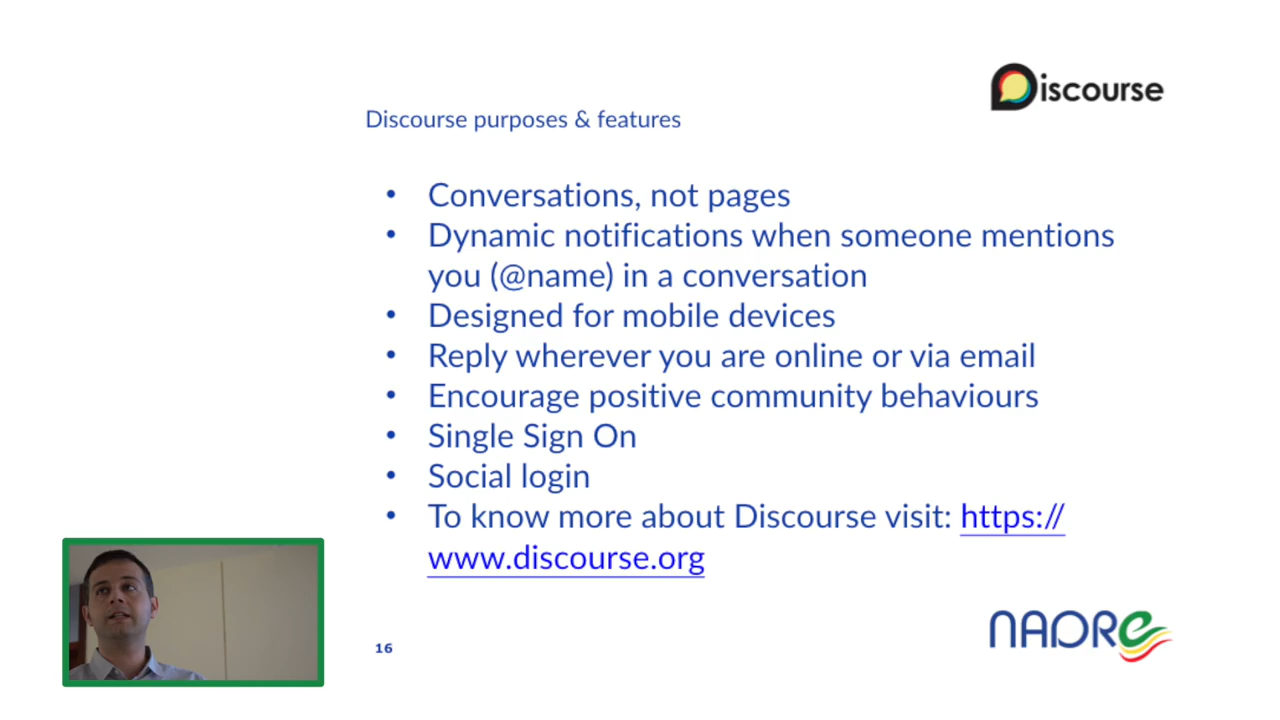 Discourse
Discourse purposes & features
• Conversations, not pages
• Dynamic notifications when someone mentions
you (@name) in a conversation
• Designed for mobile devices
• Reply wherever you are online or via email
• Encourage positive community behaviours
• Single Sign On
• Social login
• To know more about Discourse visit: https://
www.discourse.org
NADRe
16